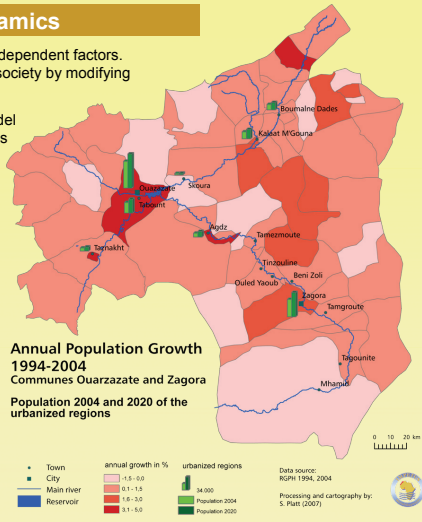 amics
dependent factors.
society by modifying
del
s
Boumalne Dades
Kalaat M'Gouna
Skoura
Ouazazate
Tabount
Agdz
Tamezmoute
Taznakht
Tinzouline
Ouled Yaoub
Beni Zoli
Zagora
Tamgroute
Tagounite
Mhamid
Annual Population Growth
1994-2004
Communes Ouarzazate and Zagora
Population 2004 and 2020 of the
urbanized regions
0 10 20 km
Town
City
Main river
Reservoir
annual growth in %
-1,5 - 0,0
0.1 - 1,5
1.6 - 3.0
3.1 - 5.0
urbanized regions
34.000
Population 2004
Population 2020
Data source:
RGPH 1994, 2004
Processing and cartography by:
S. Platt (2007)